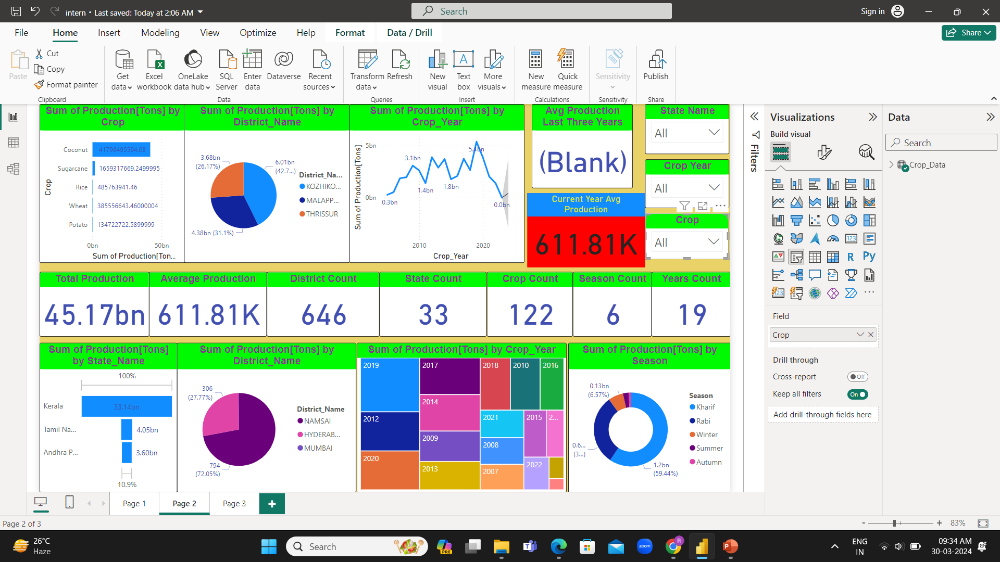 intern • Last saved: Today at 2:06 AM
Search
Sign in
File
Home
Insert
Modeling
View
Optimize
Help
Format
Data / Drill
Share
Paste
Cut
Copy
Format painter
Clipboard
Get data
Excel workbook
OneLake data hub
SQL Server
Enter data
Dataverse
Recent sources
Data
Transform data
Refresh
Queries
New visual
Text box
More visuals
Insert
New measure
Quick measure
Calculations
Sensitivity
Sensitivity
Publish
Share
Sum of Production[Tons] by
Crop
Crop
Coconut
41798495594.08
Sugarcane
1659317669.2499995
Rice
485763941.46
Wheat
385556643.46000004
Potato
134722722.5899999
0bn
50bn
Sum of Production[Ton...
Sum of Production[Tons] by
District_Name
3.68bn
(26.17%)
6.01bn
(42.7...)
4.38bn (31.1%)
District_Na...
KOZHIKO...
MALAPP...
THRISSUR
Sum of Production[Tons] by
Crop_Year
Sum of Production[Tons]
5bn
0bn
0.3bn
3.1bn
1.4bn
1.8bn
5.4bn
0.0bn
2010
2020
Crop_Year
Avg Production
Last Three Years
(Blank)
Current Year Avg
Production
611.81K
State Name
All
Crop Year
All
Crop
All
Total Production
45.17bn
Average Production
611.81K
District Count
646
State Count
33
Crop Count
122
Season Count
6
Years Count
19
Sum of Production[Tons]
by State_Name
100%
Kerala
33.14bn
Tamil Na...
4.05bn
Andhra P...
3.60bn
10.9%
Sum of Production[Tons] by
District_Name
306
(27.77%)
794
(72.05%)
District_Name
NAMSAI
HYDERAB...
MUMBAI
Sum of Production[Tons] by Crop_Year
2019
2012
2020
2017
2014
2009
2013
2018
2010
2016
2021
2008
2007
2015
2...
2022
Sum of Production[Tons] by
Season
0.13bn
(6.57%)
0.6...
(3...)
1.2bn
(59.44%)
Season
Kharif
Rabi
Winter
Summer
Autumn
Filters
Visualizations
Build visual
123
R
Py
123
...
Field
Crop
Drill through
Cross-report
Off
Keep all filters
On
Add drill-through fields here
Data
Search
Crop_Data
Page 1
Page 2
Page 3
+
Page 2 of 3
-
+
83%
26°C
Haze
Search
PRE
zoom
R
P
ENG
IN
09:34 AM
30-03-2024